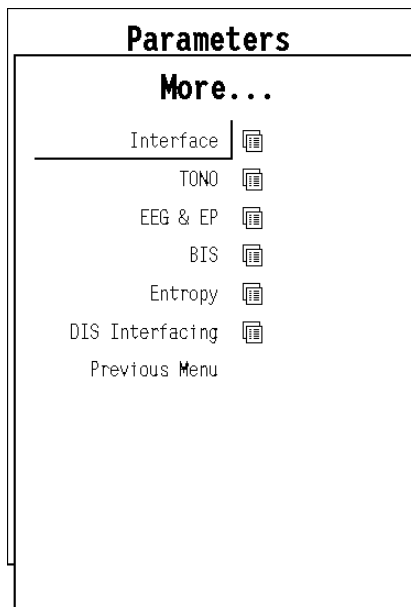 Parameters
More...
Interface
TONO
EEG & EP
BIS
Entropy
DIS Interfacing
Previous Menu